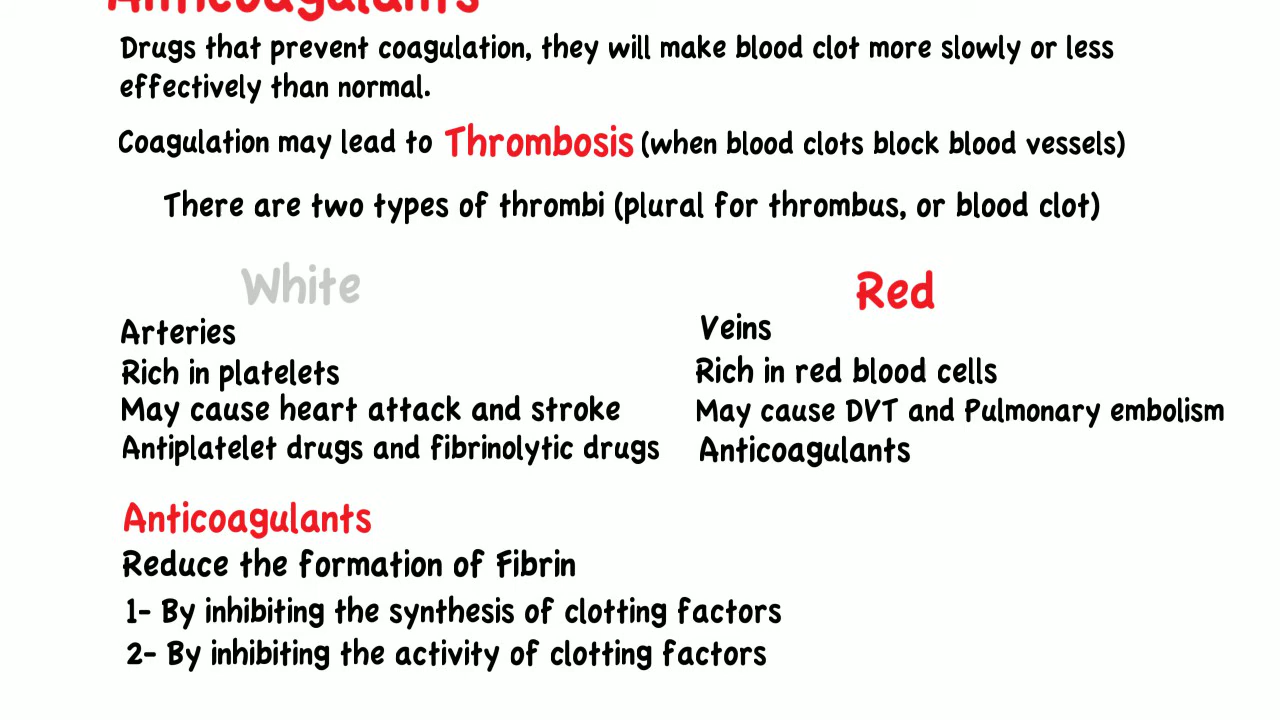 Anticoagulants
Drugs that prevent coagulation, they will make blood clot more slowly or less
effectively than normal.
Coagulation may lead to Thrombosis (when blood clots block blood vessels)
There are two types of thrombi (plural for thrombus, or blood clot)
White
Arteries
Rich in platelets
May cause heart attack and stroke
Antiplatelet drugs and fibrinolytic drugs
Red
Veins
Rich in red blood cells
May cause DVT and Pulmonary embolism
Anticoagulants
Anticoagulants
Reduce the formation of Fibrin
1- By inhibiting the synthesis of clotting factors
2- By inhibiting the activity of clotting factors